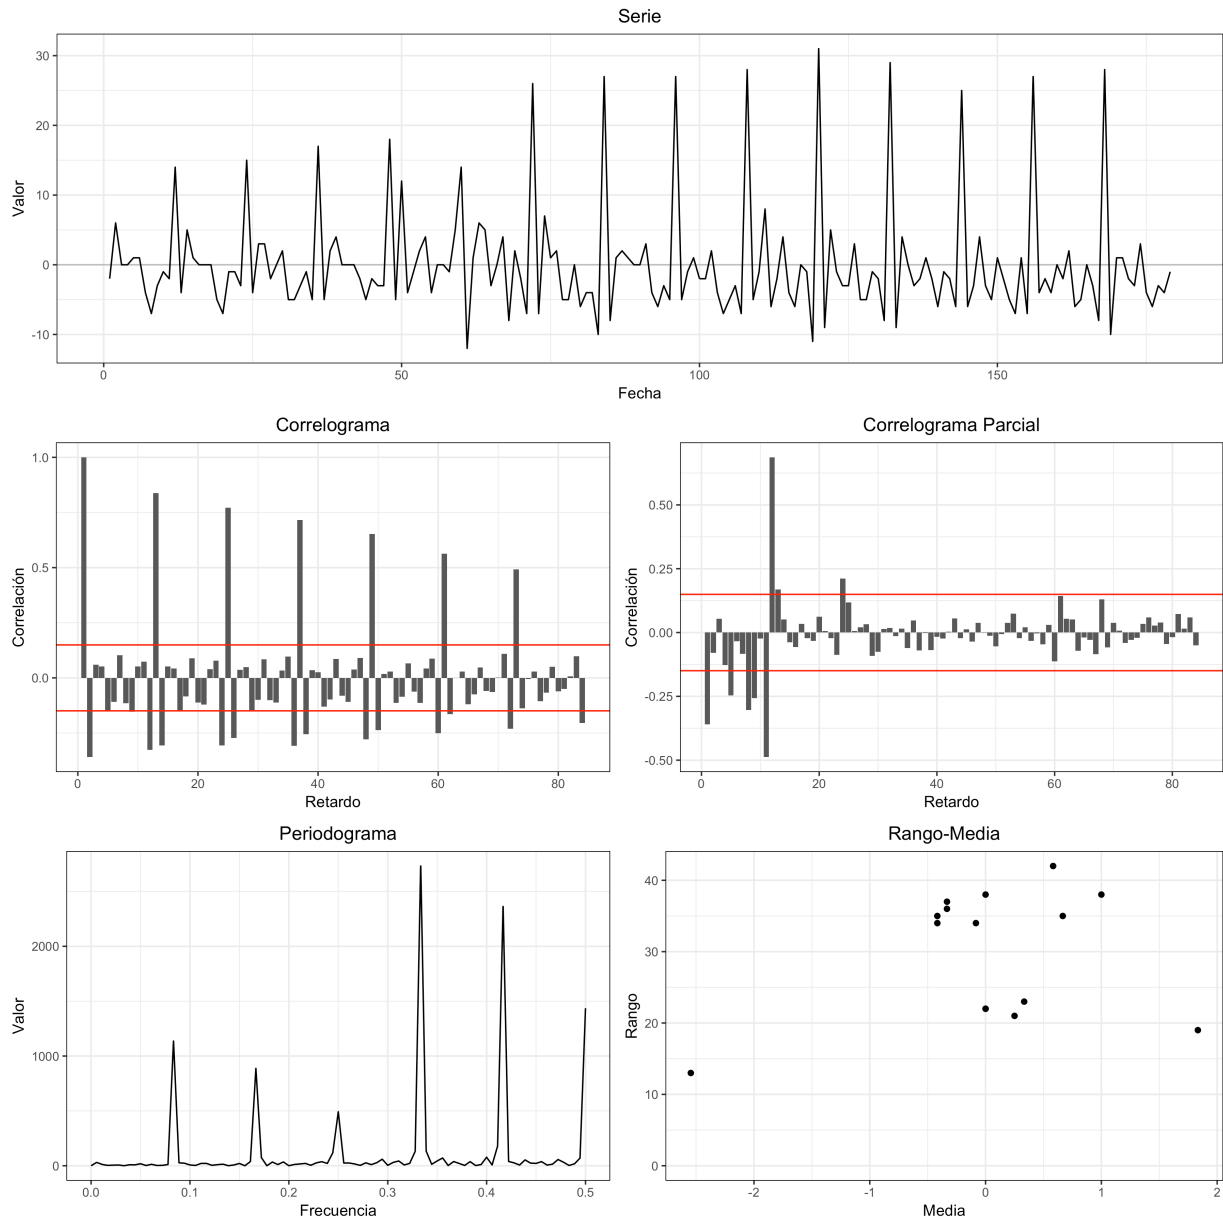 Serie
30
20
10
0
-10
Valor
0 50 100 150
Fecha
Correlograma
1.0
0.5
0.0
Correlación
0 20 40 60 80
Retardo
Correlograma Parcial
0.50
0.25
0.00
-0.25
-0.50
Correlación
0 20 40 60 80
Retardo
Periodograma
2000
1000
0
Valor
0.0 0.1 0.2 0.3 0.4 0.5
Frecuencia
Rango-Media
40
30
20
10
0
Rango
-2 -1 0 1 2
Media